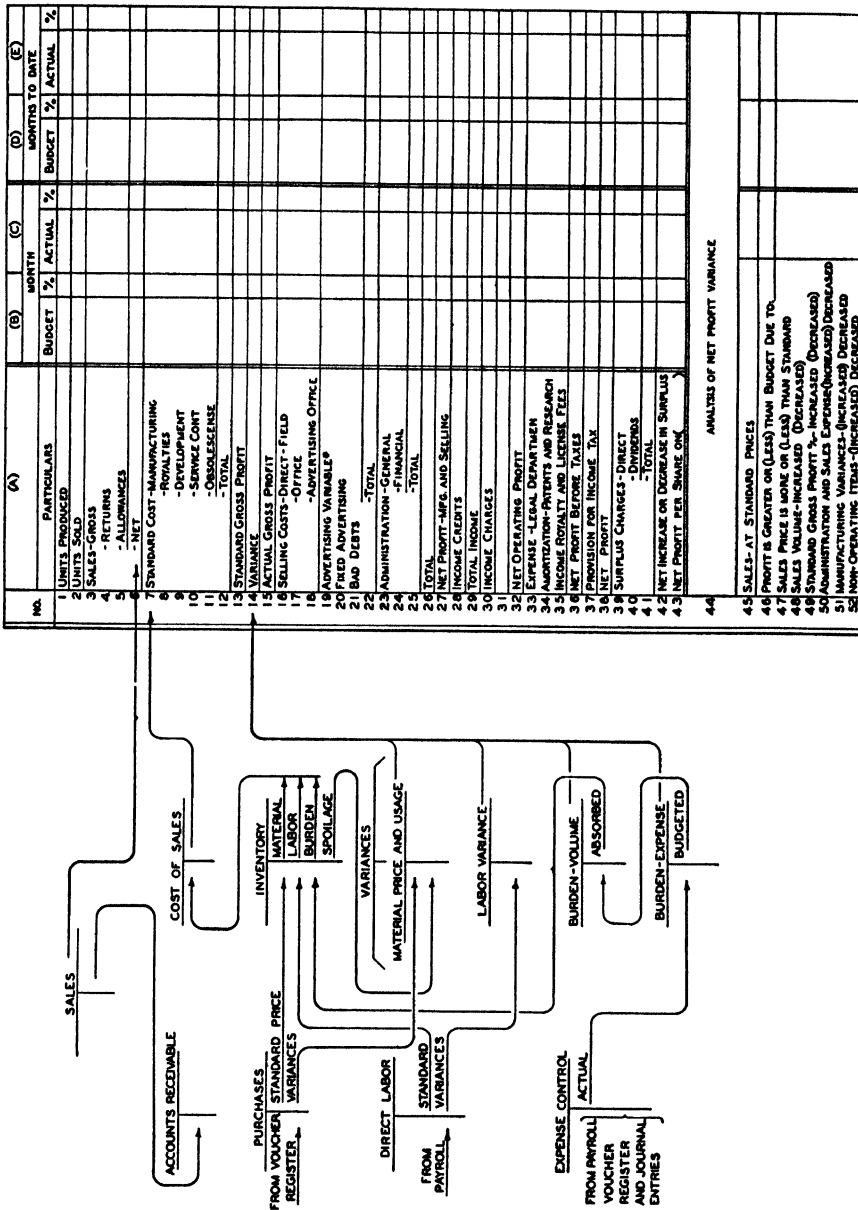 SALES
ACCOUNTS RECEIVABLE
COST OF SALES
PURCHASES
FROM VOUCHER
REGISTER
STANDARD PRICE
VARIANCES
INVENTORY
MATERIAL
LABOR
BURDEN
SPOILAGE
VARIANCES
MATERIAL PRICE AND USAGE
DIRECT LABOR
FROM
PAYROLL
STANDARD
VARIANCES
LABOR VARIANCE
BURDEN-VOLUME
ABSORBED
EXPENSE CONTROL
FROM PAYROLL
VOUCHER
REGISTER
AND JOURNAL
ENTRIES
ACTUAL
BURDEN-EXPENSE
BUDGETED
(A) (B) (C) (D) (E)
NO. PARTICULARS MONTH MONTHS TO DATE
BUDGET % ACTUAL % BUDGET % ACTUAL %
1 UNITS PRODUCED
2 UNITS SOLD
3 SALES-GROSS
4 -RETURNS
5 -ALLOWANCES
6 -NET
7 STANDARD COST-MANUFACTURING
8 -ROYALTIES
9 -DEVELOPMENT
10 -SERVICE CONT
11 -OBSOLESCENSE
12 -TOTAL
13 STANDARD GROSS PROFIT
14 VARIANCE
15 ACTUAL GROSS PROFIT
16 SELLING COSTS-DIRECT-FIELD
17 -OFFICE
18 -ADVERTISING OFFICE
19 ADVERTISING VARIABLE*
20 FIXED ADVERTISING
21 BAD DEBTS
22 -TOTAL
23 ADMINISTRATION-GENERAL
24 -FINANCIAL
25 -TOTAL
26 TOTAL
27 NET PROFIT-MFG. AND SELLING
28 INCOME CREDITS
29 TOTAL INCOME
30 INCOME CHARGES
31
32 NET OPERATING PROFIT
33 EXPENSE-LEGAL DEPARTMEN
34 AMORTIZATION-PATENTS AND RESEARCH
35 INCOME ROYALTY AND LICENSE FEES
36 NET PROFIT BEFORE TAXES
37 PROVISION FOR INCOME TAX
38 NET PROFIT
39 SURPLUS CHARGES-DIRECT
40 -DIVIDENDS
41 -TOTAL
42 NET INCREASE OR DECREASE IN SURPLUS
43 NET PROFIT PER SHARE ON( )
44 ANALYSIS OF NET PROFIT VARIANCE
45 SALES-AT STANDARD PRICES
46 PROFIT IS GREATER OR (LESS) THAN BUDGET DUE TO:
47 SALES PRICE IS MORE OR (LESS) THAN STANDARD
48 SALES VOLUME-INCREASED (DECREASED)
49 STANDARD GROSS PROFIT %-INCREASED (DECREASED)
50 ADMINISTRATION AND SALES EXPENSE-(INCREASED) DECREASED
51 MANUFACTURING VARIANCES-(INCREASED) DECREASED
52 NON-OPERATING ITEMS-(INCREASED) DECREASED